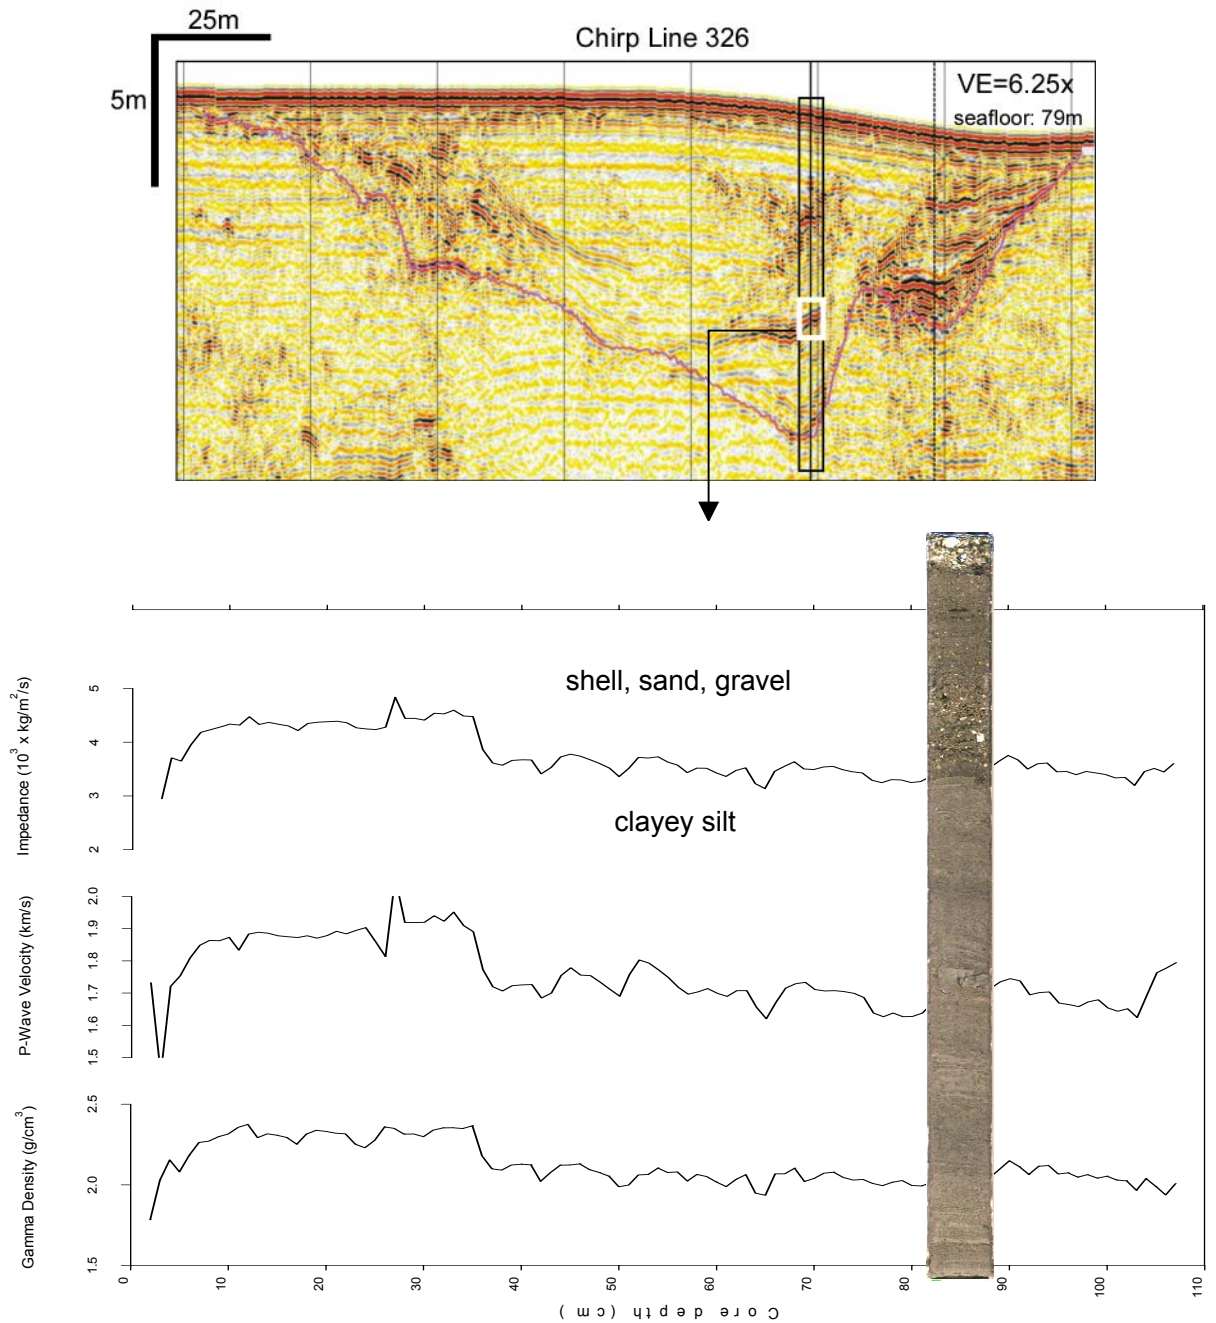 25m
Chirp Line 326
5m
VE=6.25x
seafloor: 79m
shell, sand, gravel
clayey silt
Impedance (10³ x kg/m²/s)
5
4
3
2
P-Wave Velocity (km/s)
2.0
1.9
1.8
1.7
1.6
1.5
Gamma Density (g/cm³)
2.5
2.0
1.5
0
10
20
30
40
50
60
70
80
90
100
110
Core depth (cm)